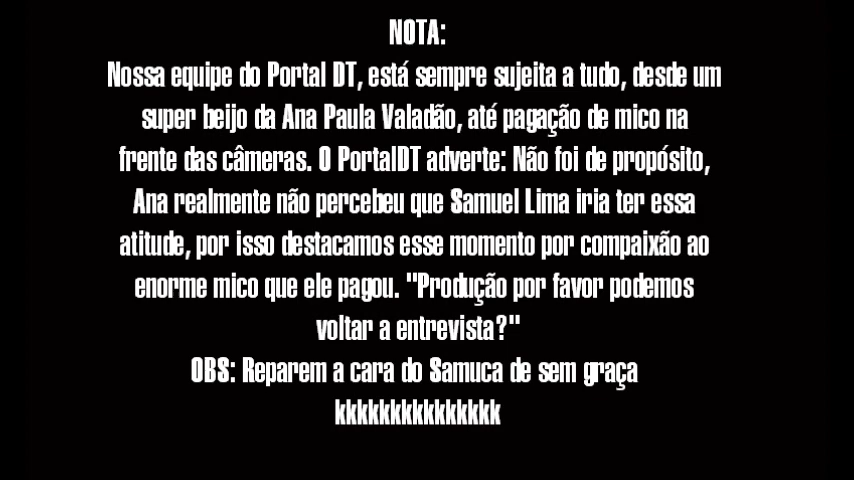 NOTA:
Nossa equipe do Portal DT, está sempre sujeita a tudo, desde um
super beijo da Ana Paula Valadão, até pagação de mico na
frente das câmeras. O PortalDT adverte: Não foi de propósito,
Ana realmente não percebeu que Samuel Lima iria ter essa
atitude, por isso destacamos esse momento por compaixão ao
enorme mico que ele pagou. "Produção por favor podemos
voltar a entrevista?"
OBS: Reparem a cara do Samuca de sem graça
kkkkkkkkkkkkkkk